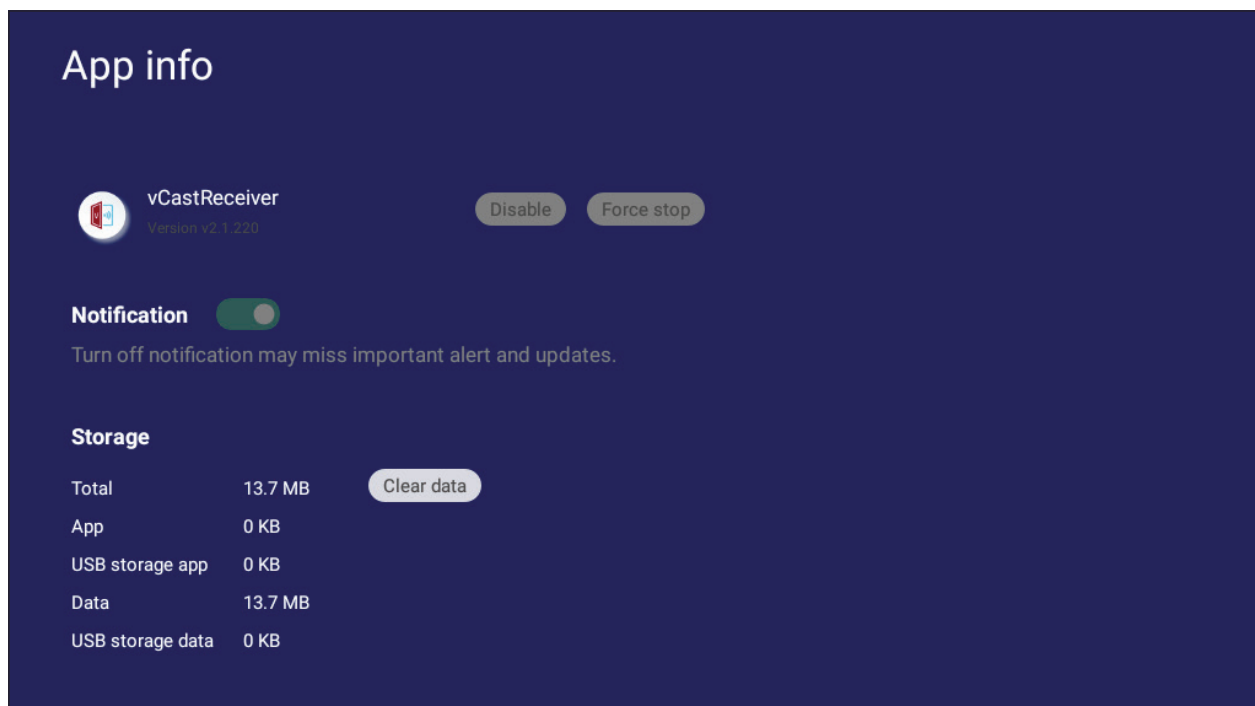 App info
vCastReceiver
Version v2.1.220
Disable
Force stop
Notification
Turn off notification may miss important alert and updates.
Storage
Total 13.7 MB Clear data
App 0 KB
USB storage app 0 KB
Data 13.7 MB
USB storage data 0 KB